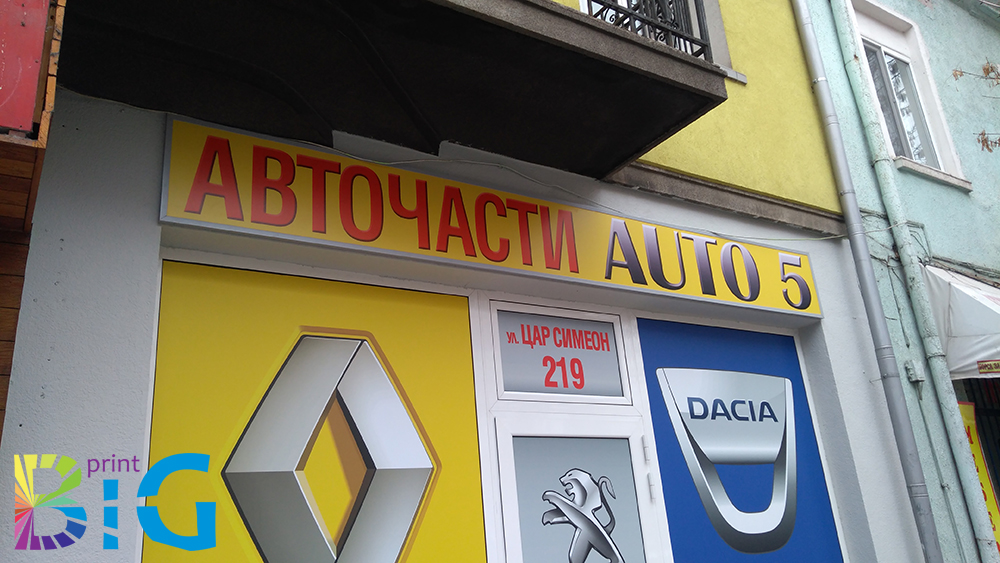 АВТОЧАСТИ AUTO 5
ул. ЦАР СИМЕОН
219
DACIA
print
BiG